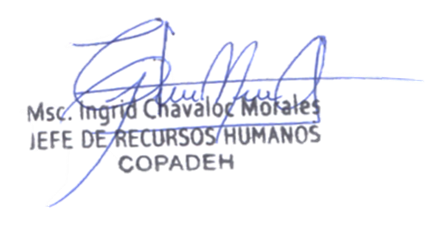 Msc. Ingrid Chavaloc Morales
JEFE DE RECURSOS HUMANOS
COPADEH